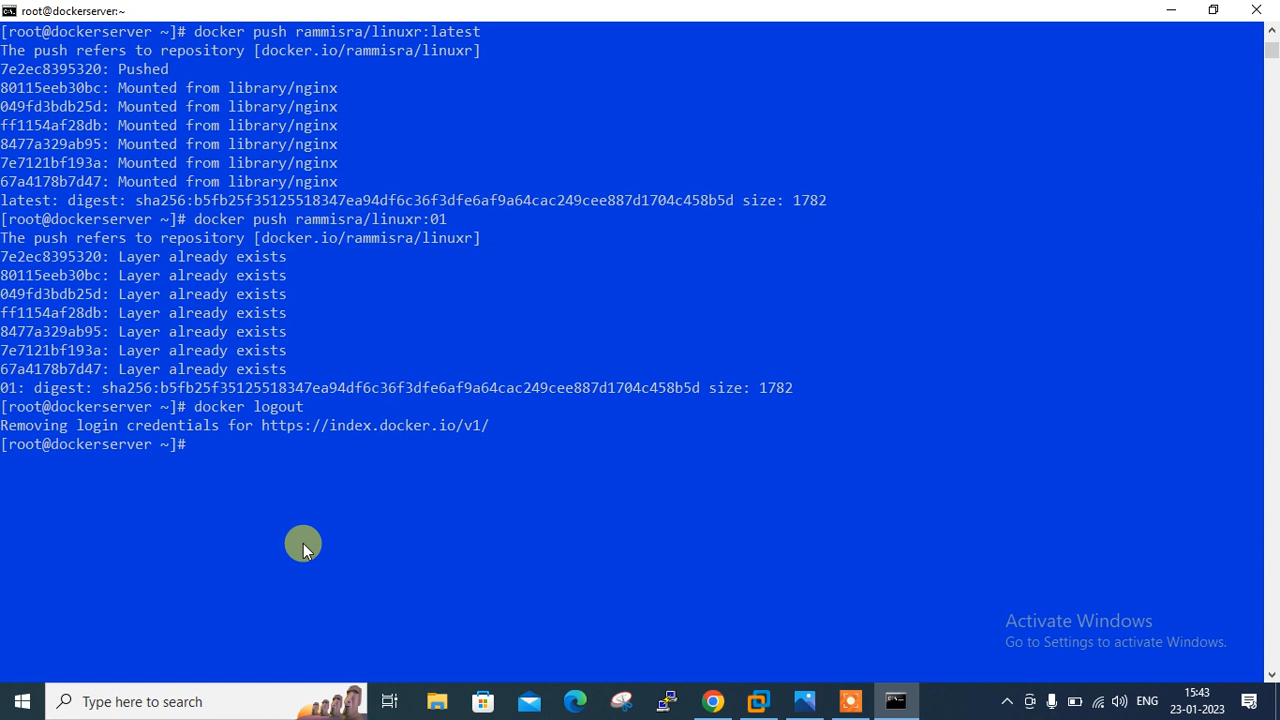 root@dockerserver:~
[root@dockerserver ~]# docker push rammisra/linuxr:latest
The push refers to repository [docker.io/rammisra/linuxr]
7e2ec8395320: Pushed
80115eeb30bc: Mounted from library/nginx
049fd3bdb25d: Mounted from library/nginx
ff1154af28db: Mounted from library/nginx
8477a329ab95: Mounted from library/nginx
7e7121bf193a: Mounted from library/nginx
67a4178b7d47: Mounted from library/nginx
latest: digest: sha256:b5fb25f35125518347ea94df6c36f3dfe6af9a64cac249cee887d1704c458b5d size: 1782
[root@dockerserver ~]# docker push rammisra/linuxr:01
The push refers to repository [docker.io/rammisra/linuxr]
7e2ec8395320: Layer already exists
80115eeb30bc: Layer already exists
049fd3bdb25d: Layer already exists
ff1154af28db: Layer already exists
8477a329ab95: Layer already exists
7e7121bf193a: Layer already exists
67a4178b7d47: Layer already exists
01: digest: sha256:b5fb25f35125518347ea94df6c36f3dfe6af9a64cac249cee887d1704c458b5d size: 1782
[root@dockerserver ~]# docker logout
Removing login credentials for https://index.docker.io/v1/
[root@dockerserver ~]#
Activate Windows
Go to Settings to activate Windows.
Type here to search
ENG
15:43
23-01-2023